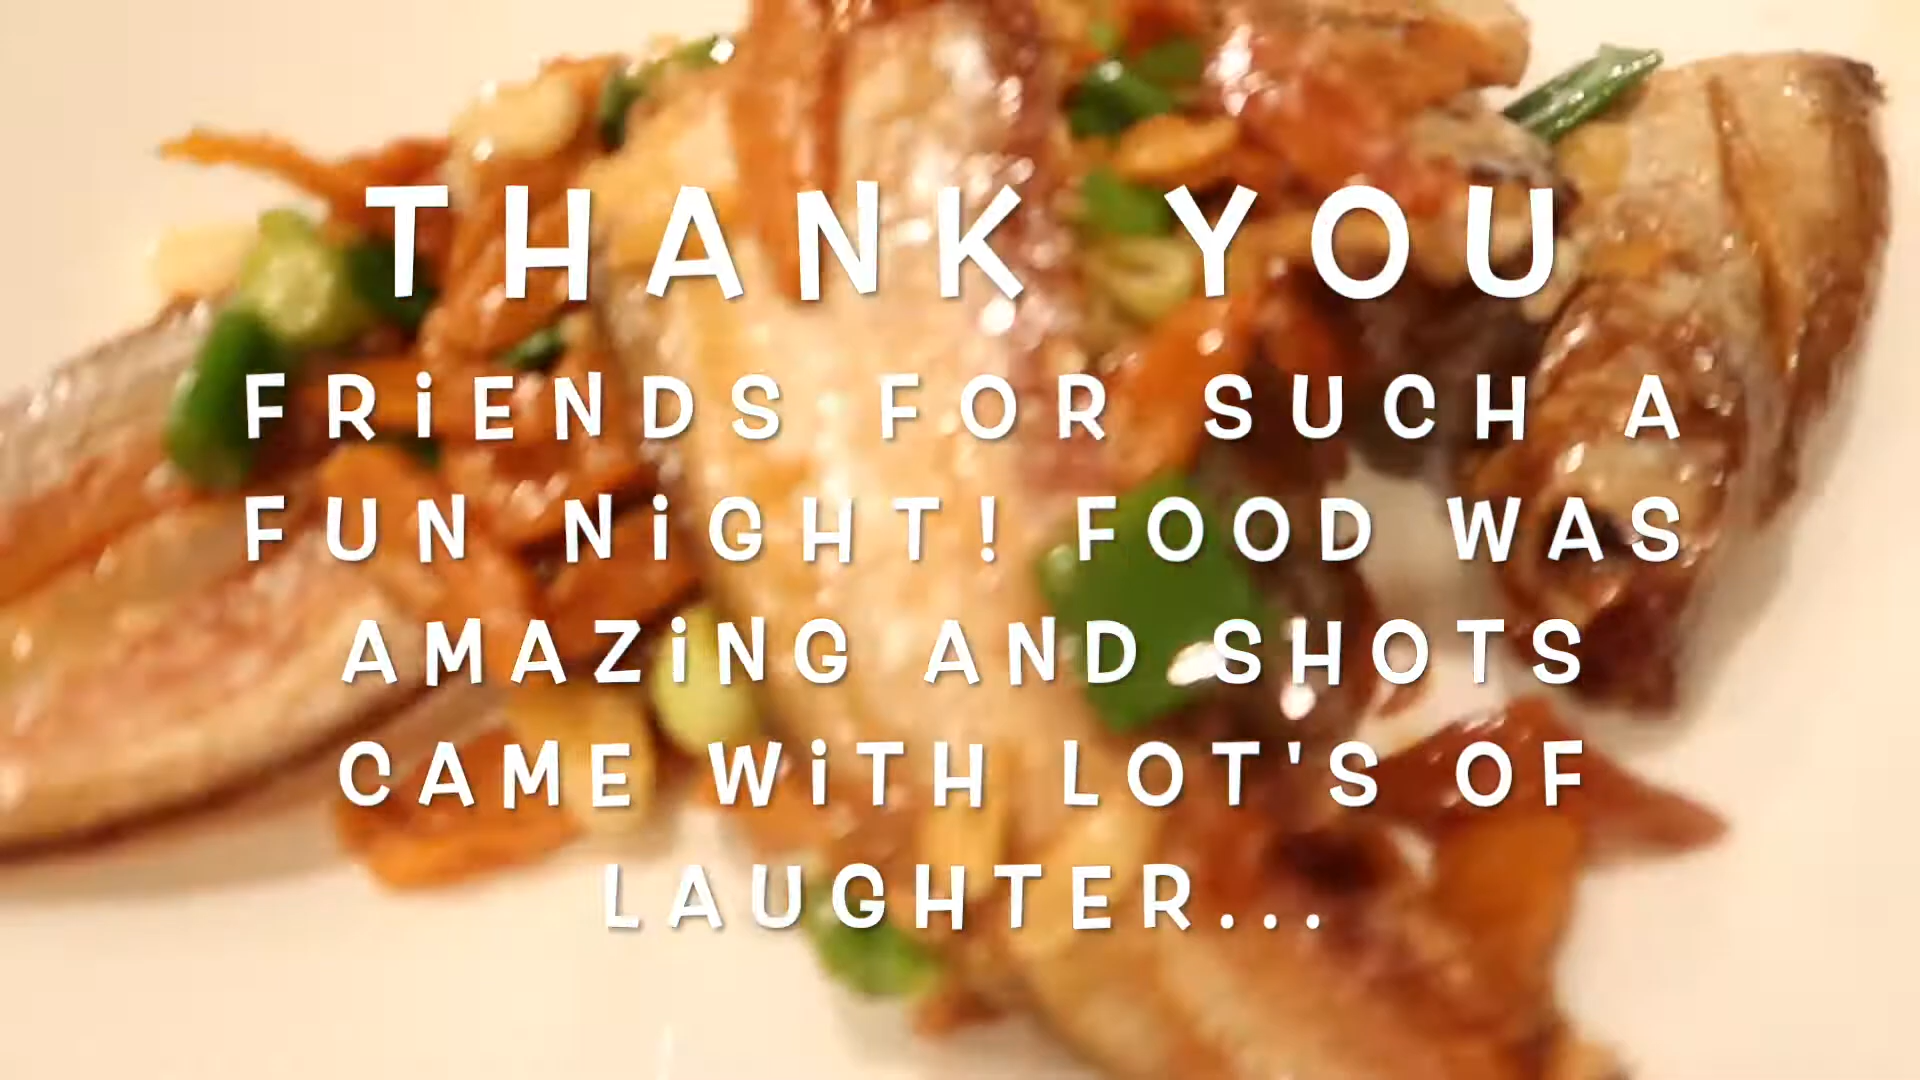 THANK YOU
FRiENDS FOR SUCH A
FUN NiGHT! FOOD WAS
AMAZiNG AND SHOTS
CAME WiTH LOT'S OF
LAUGHTER...